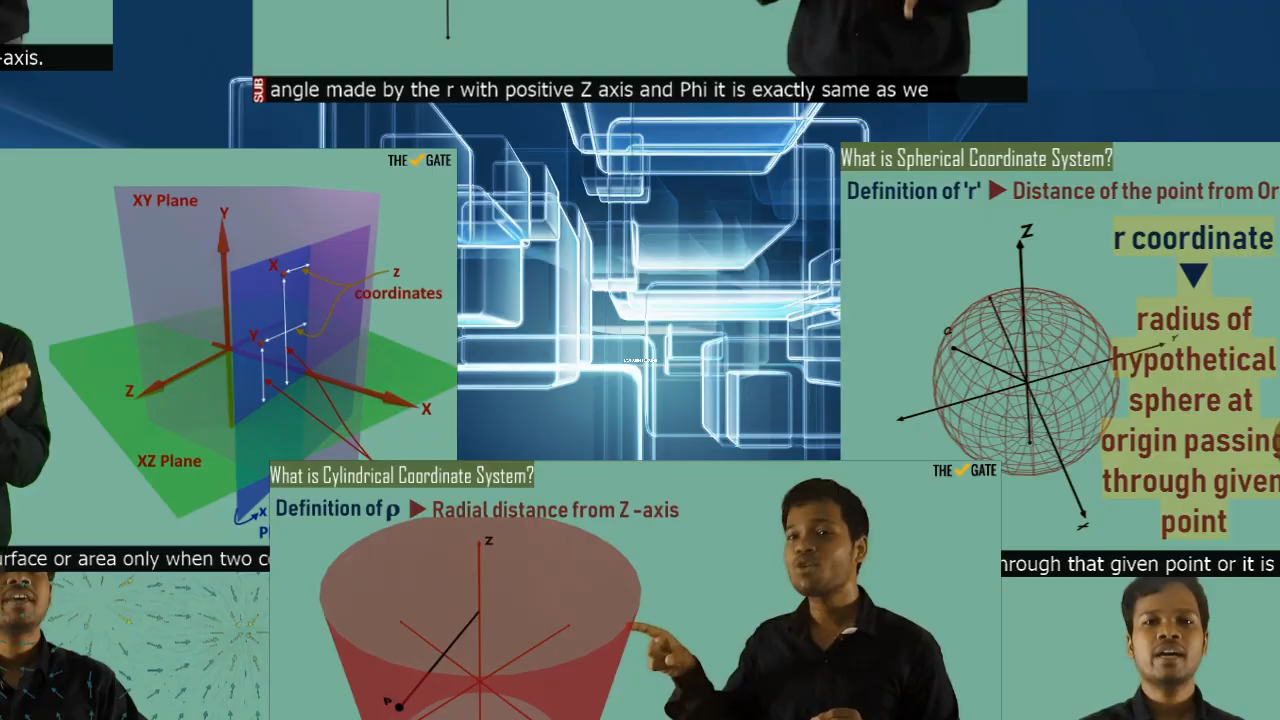 -axis.
SUB angle made by the r with positive Z axis and Phi it is exactly same as we
THE GATE
XY Plane
Y
X
z
coordinates
Y
Z
X
XZ Plane
x
P
urface or area only when two c
What is Spherical Coordinate System?
Definition of 'r' ▶ Distance of the point from Or
Z
r coordinate
radius of
hypothetical
sphere at
origin passing
through given
point
Y
X
hrough that given point or it is
What is Cylindrical Coordinate System?
THE GATE
Definition of ρ ▶ Radial distance from Z -axis
Z
A